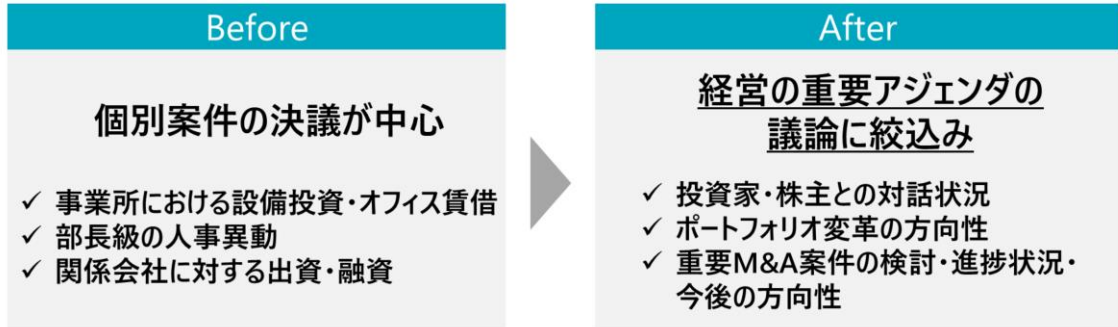 Before
個別案件の決議が中心
✓ 事業所における設備投資・オフィス賃借
✓ 部長級の人事異動
✓ 関係会社に対する出資・融資
After
経営の重要アジェンダの
議論に絞込み
✓ 投資家・株主との対話状況
✓ ポートフォリオ変革の方向性
✓ 重要M&A案件の検討・進捗状況・
今後の方向性